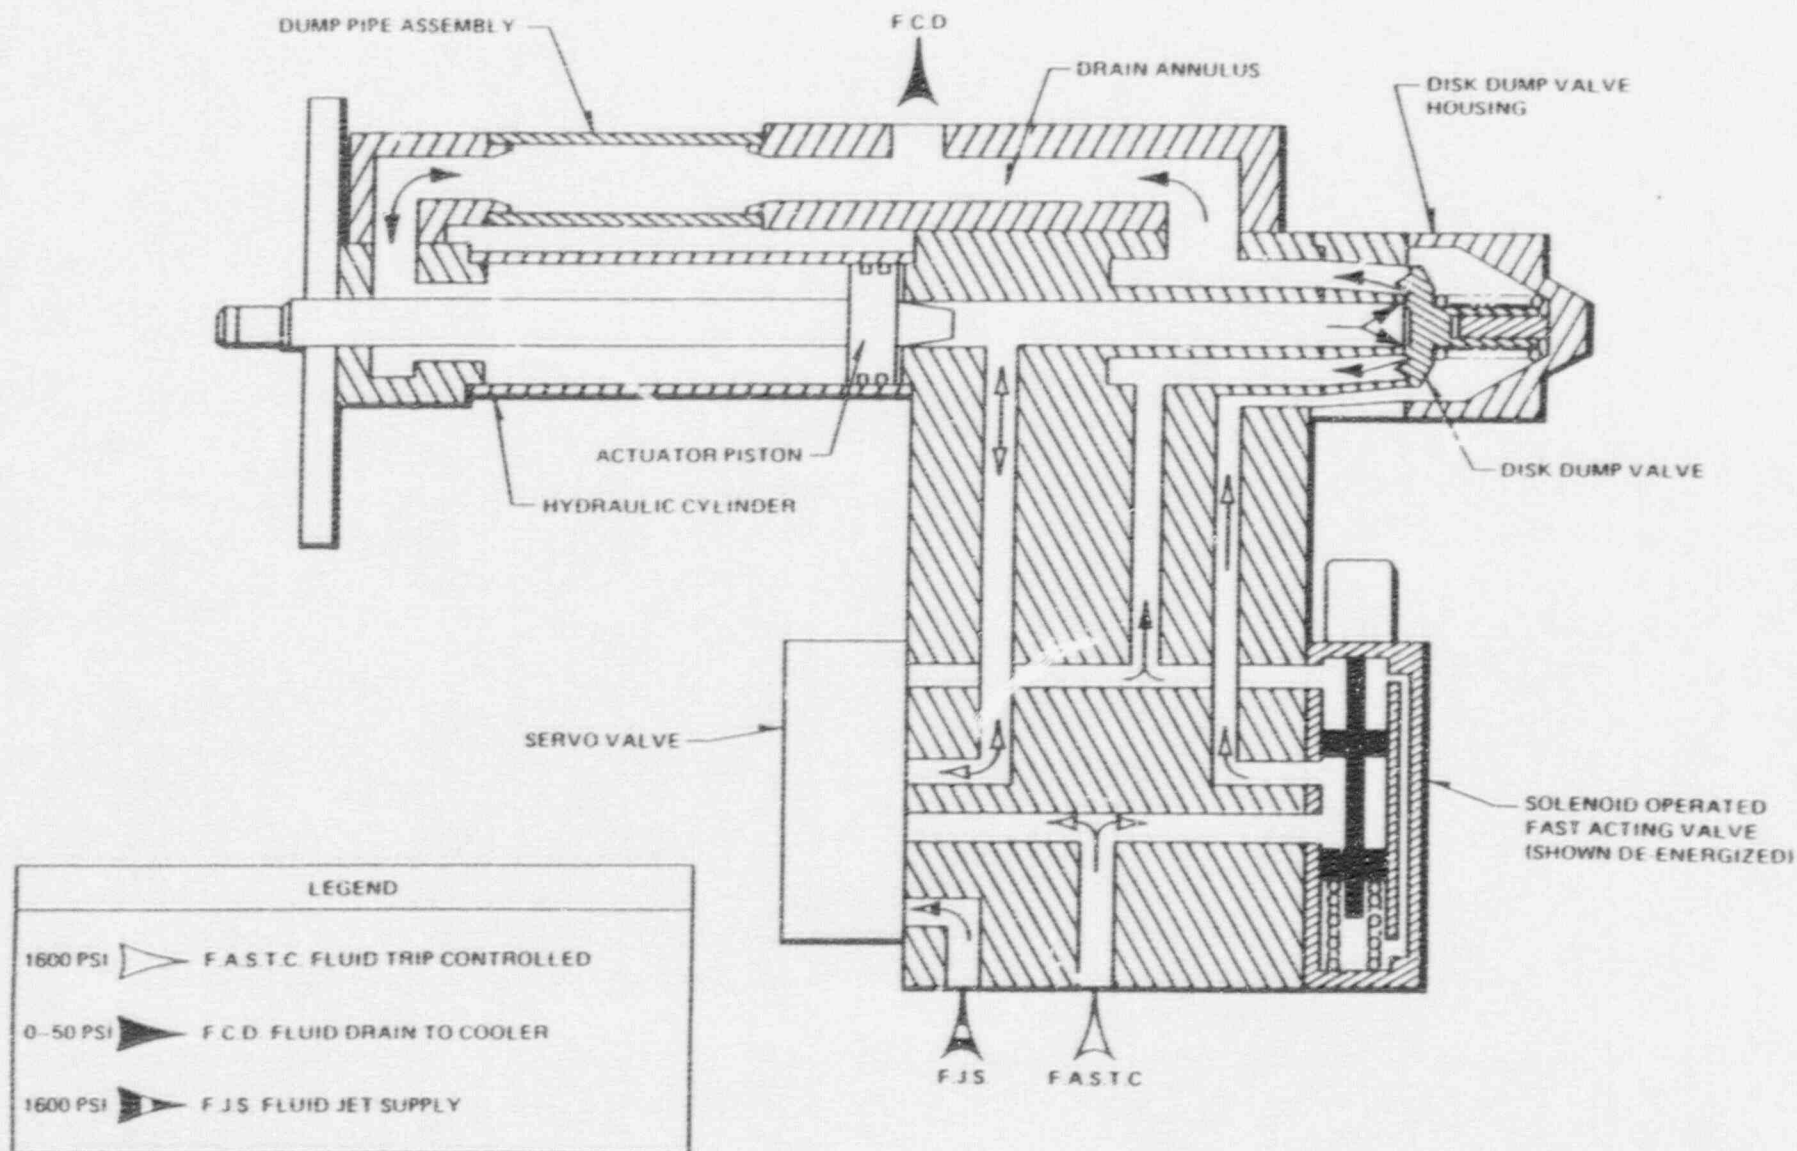 DUMP PIPE ASSEMBLY
F.C.D
DRAIN ANNULUS
DISK DUMP VALVE
HOUSING
ACTUATOR PISTON
HYDRAULIC CYLINDER
DISK DUMP VALVE
SERVO VALVE
SOLENOID OPERATED
FAST ACTING VALVE
(SHOWN DE-ENERGIZED)
LEGEND
1600 PSI F.A.S.T.C. FLUID TRIP CONTROLLED
0-50 PSI F.C.D. FLUID DRAIN TO COOLER
1600 PSI F.J.S. FLUID JET SUPPLY
F.J.S. F.A.S.T.C